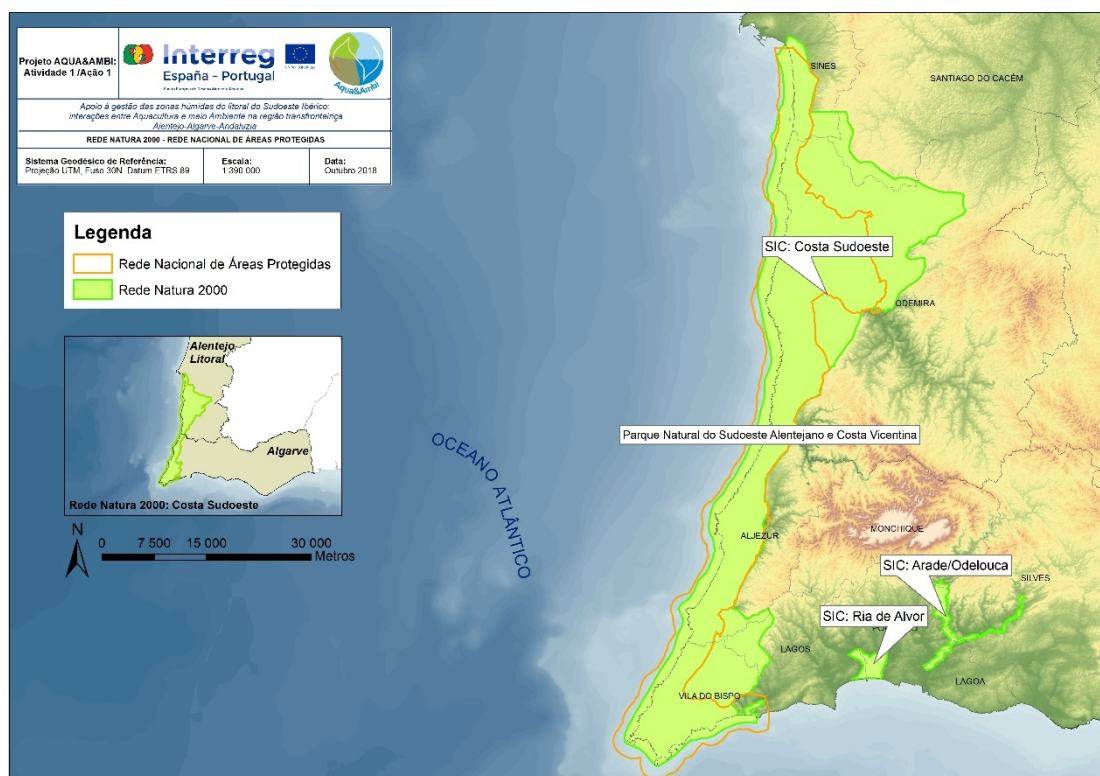 Projeto AQUA&AMBI:
Atividade 1 /Ação 1
Interreg
España - Portugal
Aqua&Ambi
Apoio à gestão das zonas húmidas do litoral do Sudoeste Ibérico:
interações entre Aquacultura e meio Ambiente na região transfronteiriça
Alentejo-Algarve-Andaluzia
REDE NATURA 2000 - REDE NACIONAL DE ÁREAS PROTEGIDAS
Sistema Geodésico de Referência:
Projeção UTM, Fuso 30N. Datum ETRS 89
Escala:
1:390.000
Data:
Outubro 2018
Legenda
Rede Nacional de Áreas Protegidas
Rede Natura 2000
Alentejo
Litoral
Algarve
Rede Natura 2000: Costa Sudoeste
N
0 7 500 15 000 30 000
Metros
OCEANO ATLÂNTICO
SINES
SANTIAGO DO CACÉM
SIC: Costa Sudoeste
ODEMIRA
Parque Natural do Sudoeste Alentejano e Costa Vicentina
ALJEZUR
MONCHIQUE
SIC: Arade/Odelouca
SILVES
SIC: Ria de Alvor
LAGOS
LAGOA
VILA DO BISPO